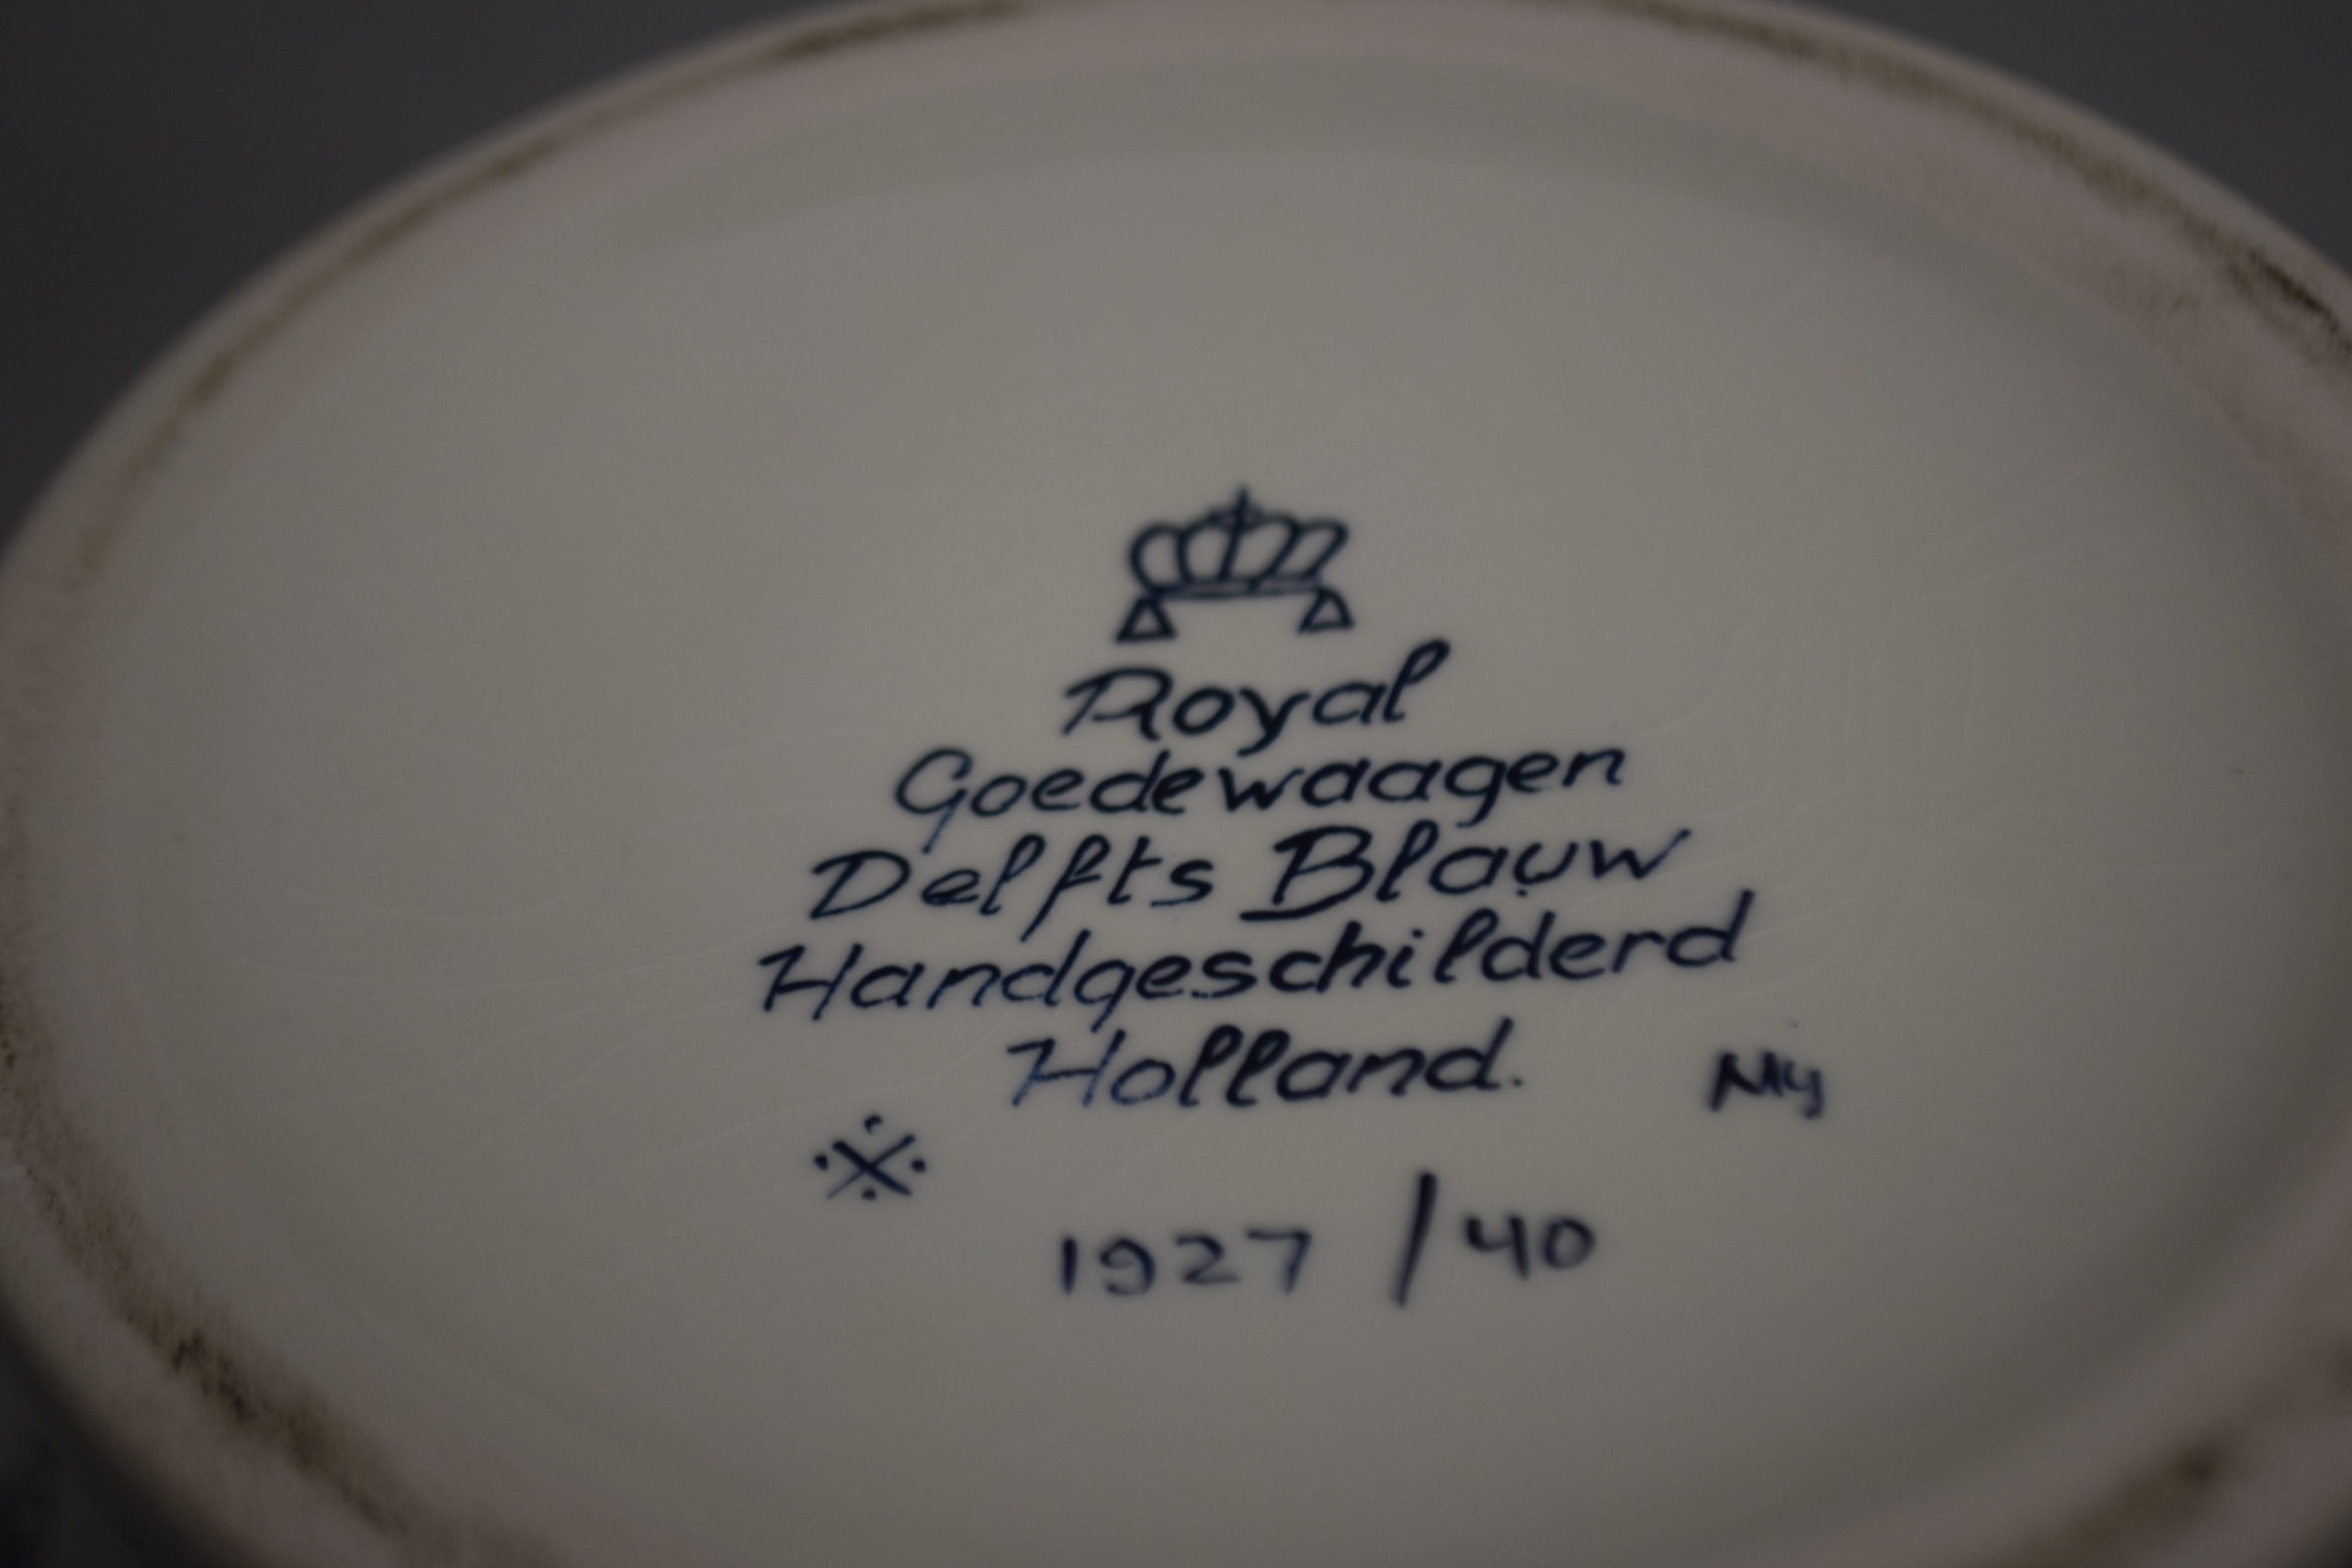 Royal
Goedewaagen
Delfts Blauw
Handgeschilderd
Holland.
My
1927 / 40